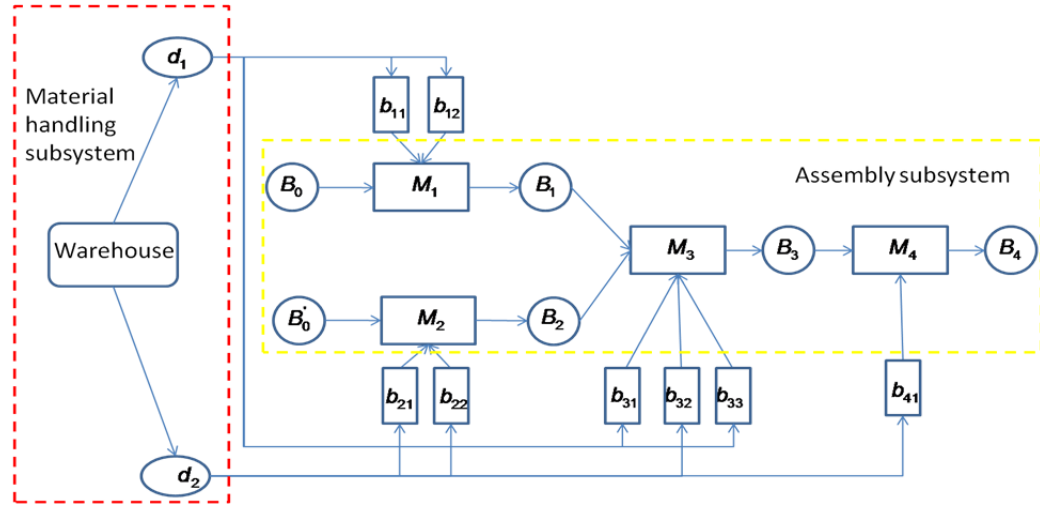 d₁
Material
handling
subsystem
Warehouse
d₂
b₁₁ b₁₂
Assembly subsystem
B₀ M₁ B₁
M₃ B₃ M₄ B₄
B₀˙ M₂ B₂
b₂₁ b₂₂ b₃₁ b₃₂ b₃₃ b₄₁